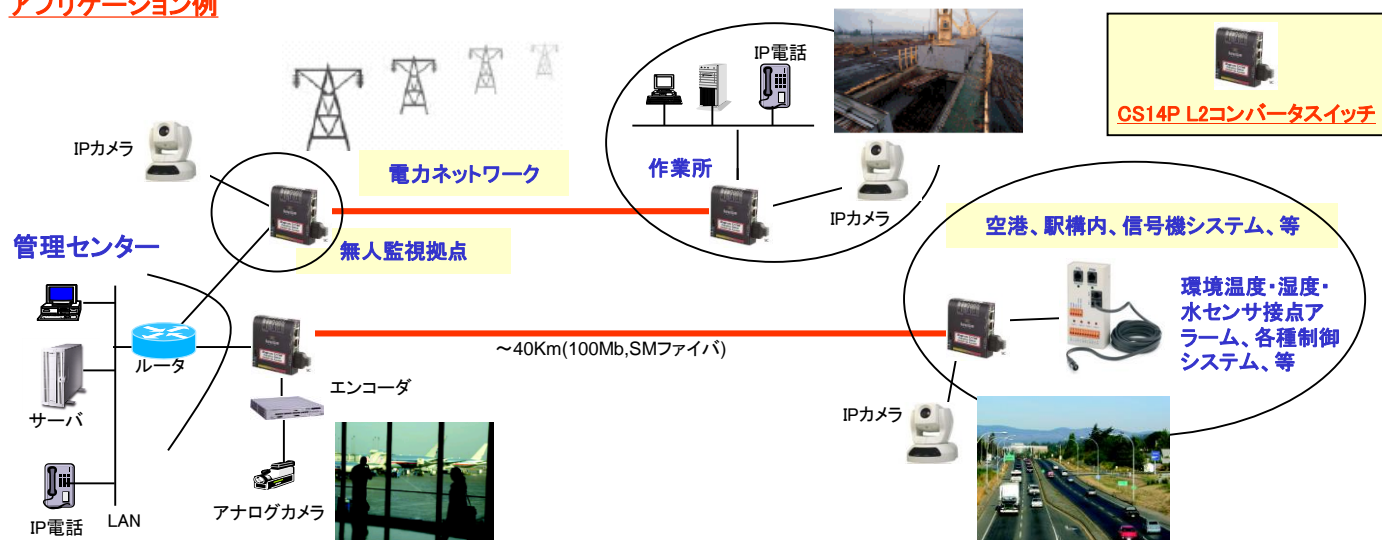 アプリケーション例
IP電話
CS14P L2コンバータスイッチ
IPカメラ
電力ネットワーク
作業所
IPカメラ
無人監視拠点
空港、駅構内、信号機システム、等
管理センター
環境温度・湿度・
水センサ接点ア
ラーム、各種制御
システム、等
～40Km(100Mb,SMファイバ)
ルータ
エンコーダ
サーバ
IPカメラ
アナログカメラ
IP電話
LAN